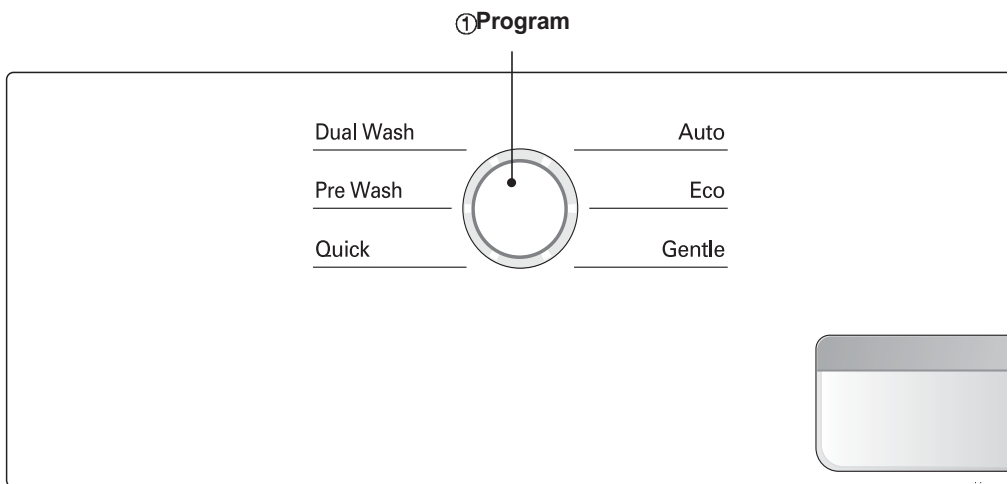 ①Program
Dual Wash
Auto
Pre Wash
Eco
Quick
Gentle